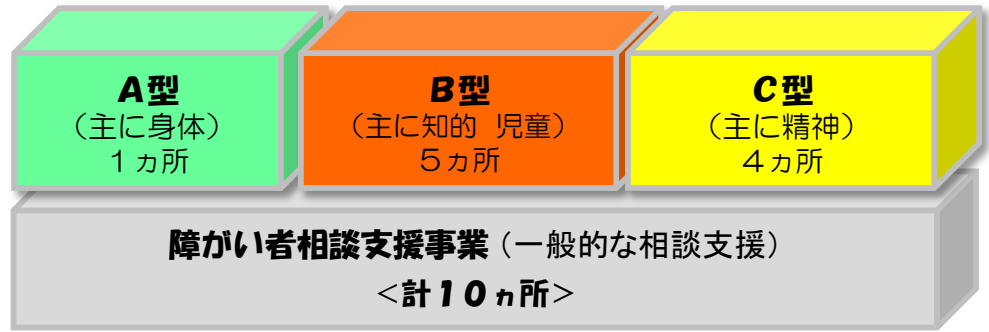 A型
（主に身体）
１ヵ所
B型
（主に知的 児童）
５ヵ所
C型
（主に精神）
４ヵ所
障がい者相談支援事業（一般的な相談支援）
<計１０ヵ所>